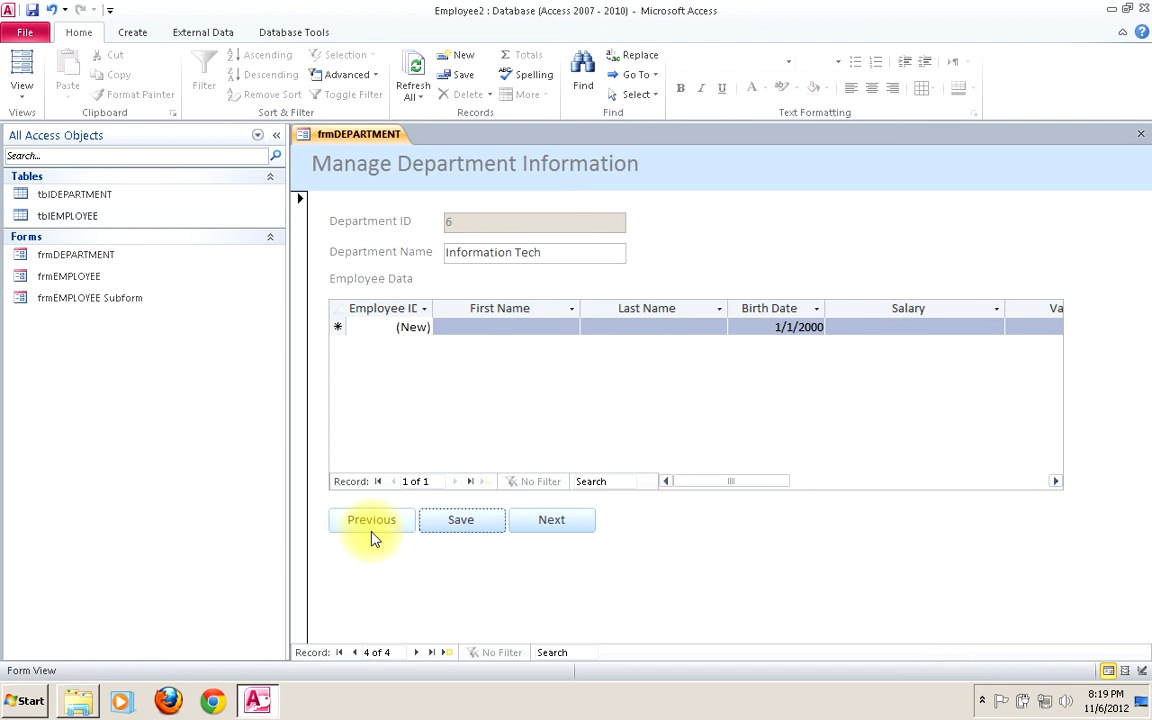 Employee2 : Database (Access 2007 - 2010) - Microsoft Access
File Home Create External Data Database Tools
View
Views
Paste
Cut
Copy
Format Painter
Clipboard
Filter
Ascending
Descending
Remove Sort
Selection
Advanced
Toggle Filter
Sort & Filter
Refresh All
New
Save
Delete
Totals
Spelling
More
Records
Find
Replace
Go To
Select
Find
B I U
A
Text Formatting
All Access Objects
Search...
Tables
tblDEPARTMENT
tblEMPLOYEE
Forms
frmDEPARTMENT
frmEMPLOYEE
frmEMPLOYEE Subform
frmDEPARTMENT
Manage Department Information
Department ID 6
Department Name Information Tech
Employee Data
Employee ID First Name Last Name Birth Date Salary Va
(New) 1/1/2000
Record: 1 of 1 No Filter Search
Previous Save Next
Record: 4 of 4 No Filter Search
Form View
Start
8:19 PM
11/6/2012